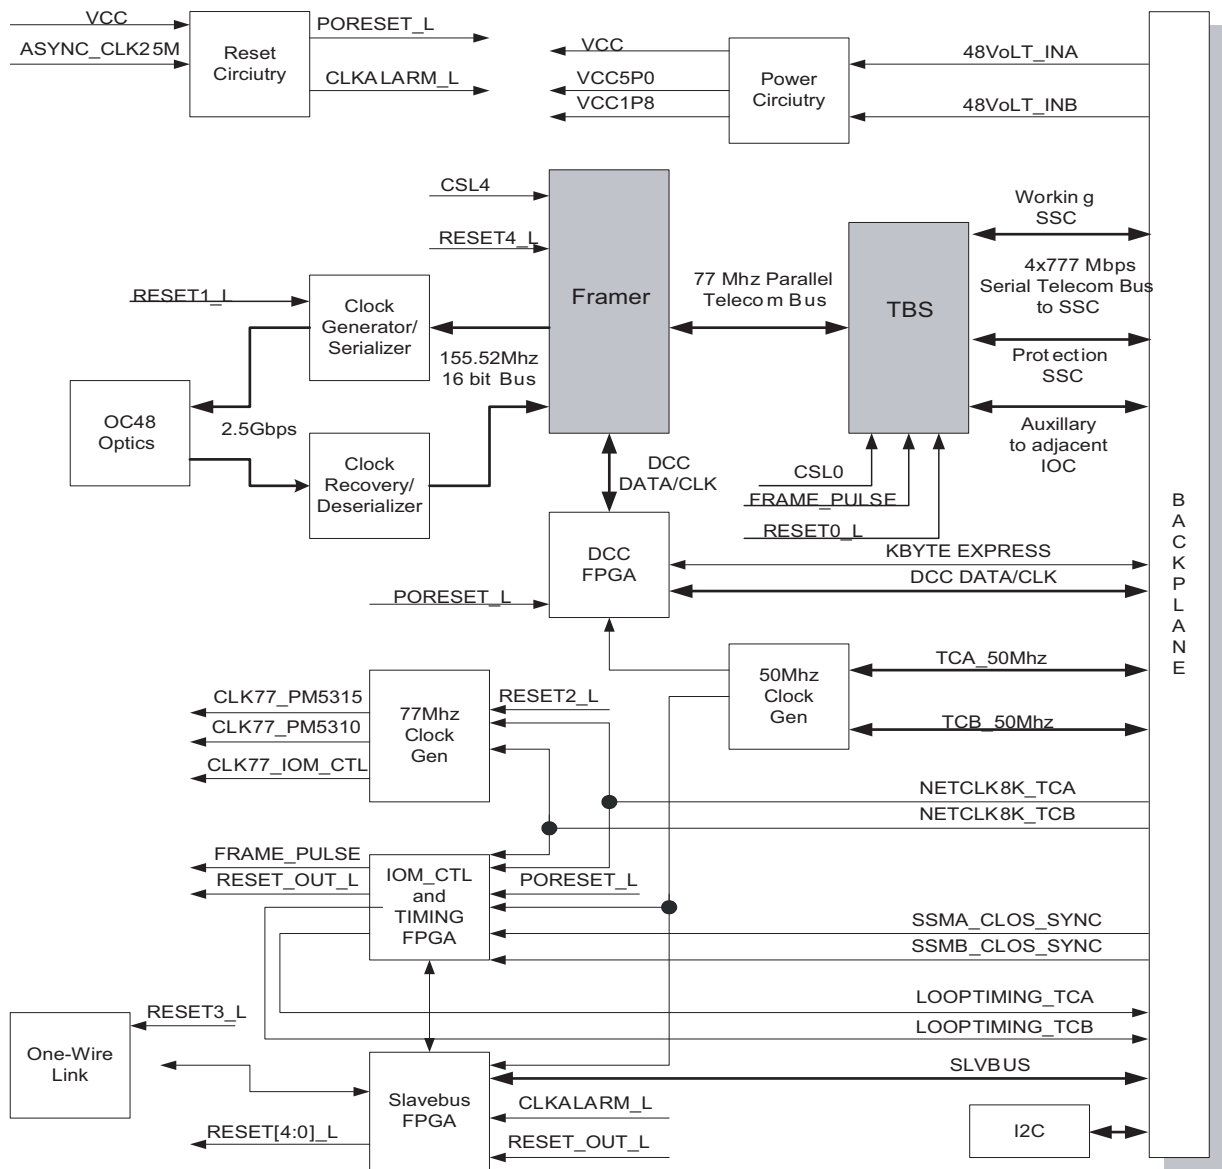 VCC
ASYNC_CLK25M
Reset
Circiutry
PORESET_L
CLKALARM_L
VCC
VCC5P0
VCC1P8
Power
Circiutry
48VoLT_INA
48VoLT_INB
CSL4
RESET4_L
Framer
77 Mhz Parallel
Telecom Bus
TBS
Working
SSC
4x777 Mbps
Serial Telecom Bus
to SSC
Protection
SSC
Auxillary
to adjacent
IOC
RESET1_L
Clock
Generator/
Serializer
155.52Mhz
16 bit Bus
OC48
Optics
2.5Gbps
Clock
Recovery/
Deserializer
DCC
DATA/CLK
CSL0
FRAME_PULSE
RESET0_L
DCC
FPGA
KBYTE EXPRESS
DCC DATA/CLK
PORESET_L
BACKPLANE
50Mhz
Clock
Gen
TCA_50Mhz
TCB_50Mhz
CLK77_PM5315
CLK77_PM5310
CLK77_IOM_CTL
77Mhz
Clock
Gen
RESET2_L
NETCLK8K_TCA
NETCLK8K_TCB
FRAME_PULSE
RESET_OUT_L
IOM_CTL
and
TIMING
FPGA
PORESET_L
SSMA_CLOS_SYNC
SSMB_CLOS_SYNC
LOOPTIMING_TCA
LOOPTIMING_TCB
RESET3_L
One-Wire
Link
Slavebus
FPGA
SLVBUS
CLKALARM_L
RESET[4:0]_L
RESET_OUT_L
I2C